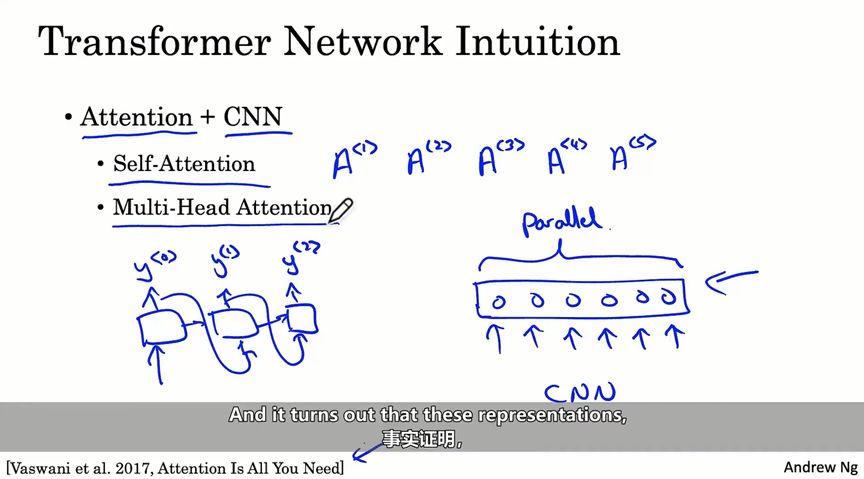 Transformer Network Intuition
• Attention + CNN
• Self-Attention
• Multi-Head Attention
A<1> A<2> A<3> A<4> A<5>
Parallel.
y<0> y<1> y<2>
CNN
And it turns out that these representations,
事实证明,
[Vaswani et al. 2017, Attention Is All You Need]
Andrew Ng